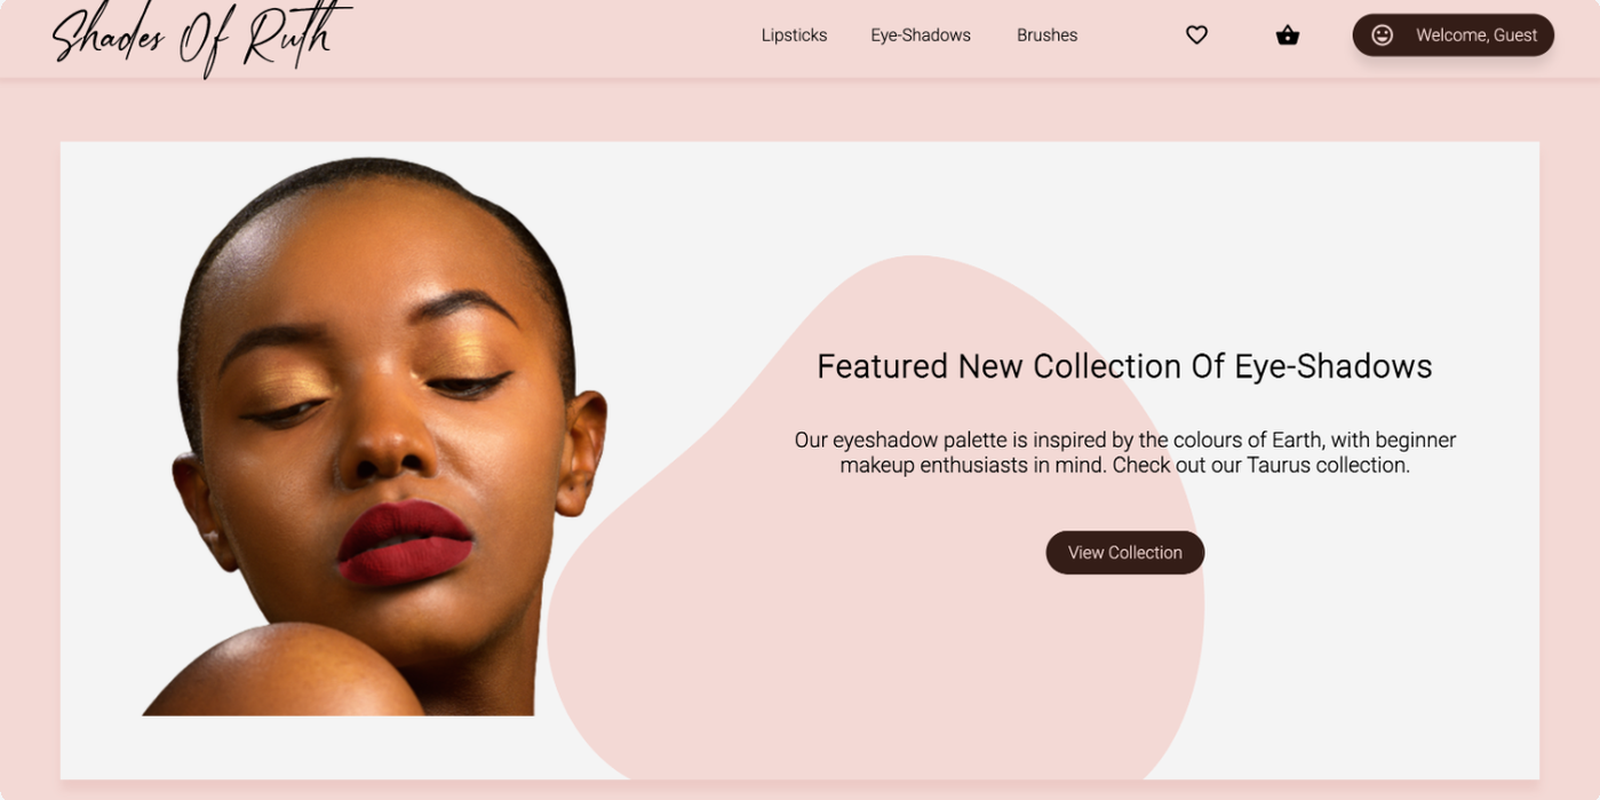 Shades Of Ruth
Lipsticks
Eye-Shadows
Brushes
Welcome, Guest
Featured New Collection Of Eye-Shadows
Our eyeshadow palette is inspired by the colours of Earth, with beginner
makeup enthusiasts in mind. Check out our Taurus collection.
View Collection